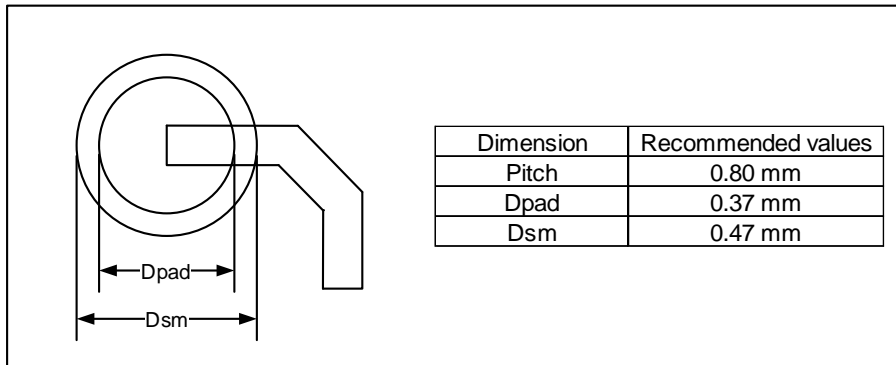 Dpad
Dsm
Dimension Recommended values
Pitch 0.80 mm
Dpad 0.37 mm
Dsm 0.47 mm